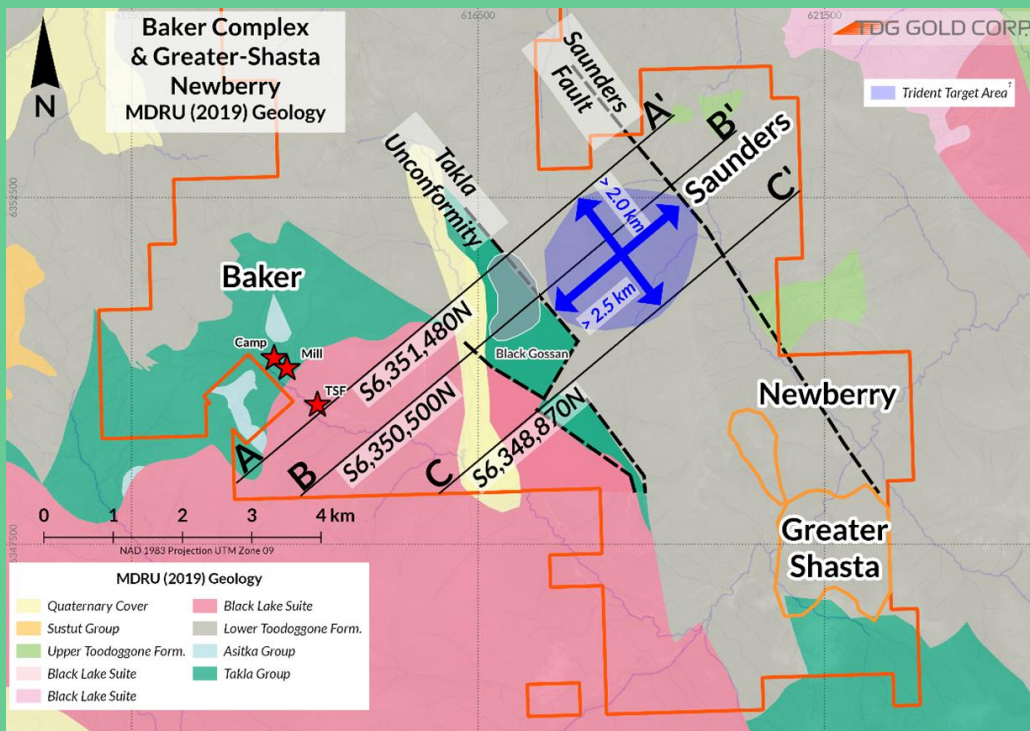 Baker Complex
& Greater-Shasta
Newberry
MDRU (2019) Geology
N
616500
621500
TDG GOLD CORP.
Trident Target Area¹
Saunders
Fault
A'
B'
Saunders
C'
6352500
Takla
Unconformity
> 2.0 km
> 2.5 km
Baker
Camp
Mill
TSF
Black Gossan
S6,351,480N
S6,350,500N
S6,348,870N
A
B
C
Newberry
Greater
Shasta
0 1 2 3 4 km
NAD 1983 Projection UTM Zone 09
6347500
MDRU (2019) Geology
Quaternary Cover
Sustut Group
Upper Toodoggone Form.
Black Lake Suite
Black Lake Suite
Black Lake Suite
Lower Toodoggone Form.
Asitka Group
Takla Group